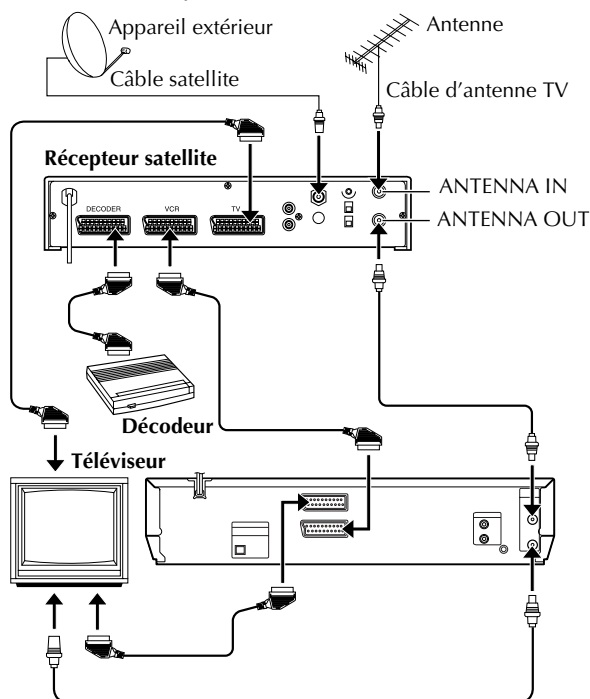 Appareil extérieur
Antenne
Câble satellite
Câble d'antenne TV
Récepteur satellite
ANTENNA IN
DECODER
VCR
TV
ANTENNA OUT
Décodeur
Téléviseur